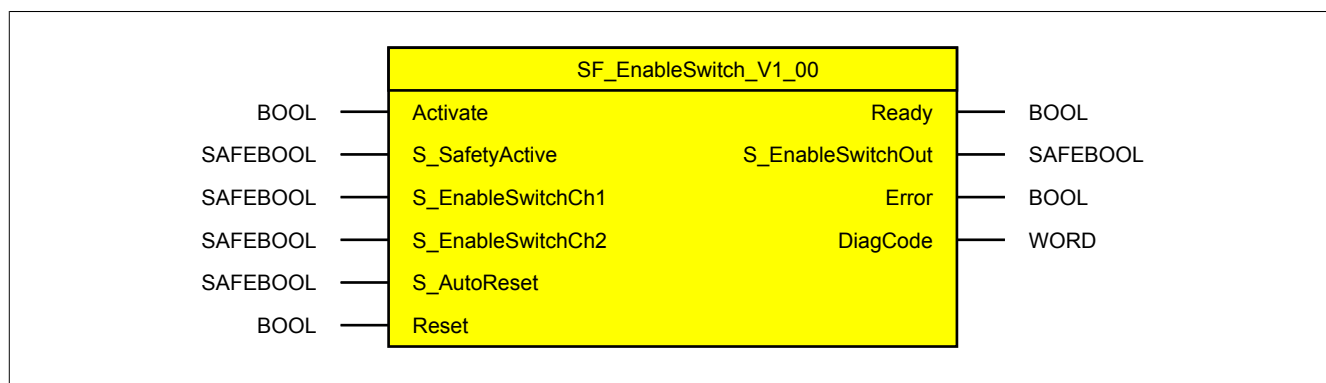 SF_EnableSwitch_V1_00
BOOL Activate Ready BOOL
SAFEBOOL S_SafetyActive S_EnableSwitchOut SAFEBOOL
SAFEBOOL S_EnableSwitchCh1 Error BOOL
SAFEBOOL S_EnableSwitchCh2 DiagCode WORD
SAFEBOOL S_AutoReset
BOOL Reset